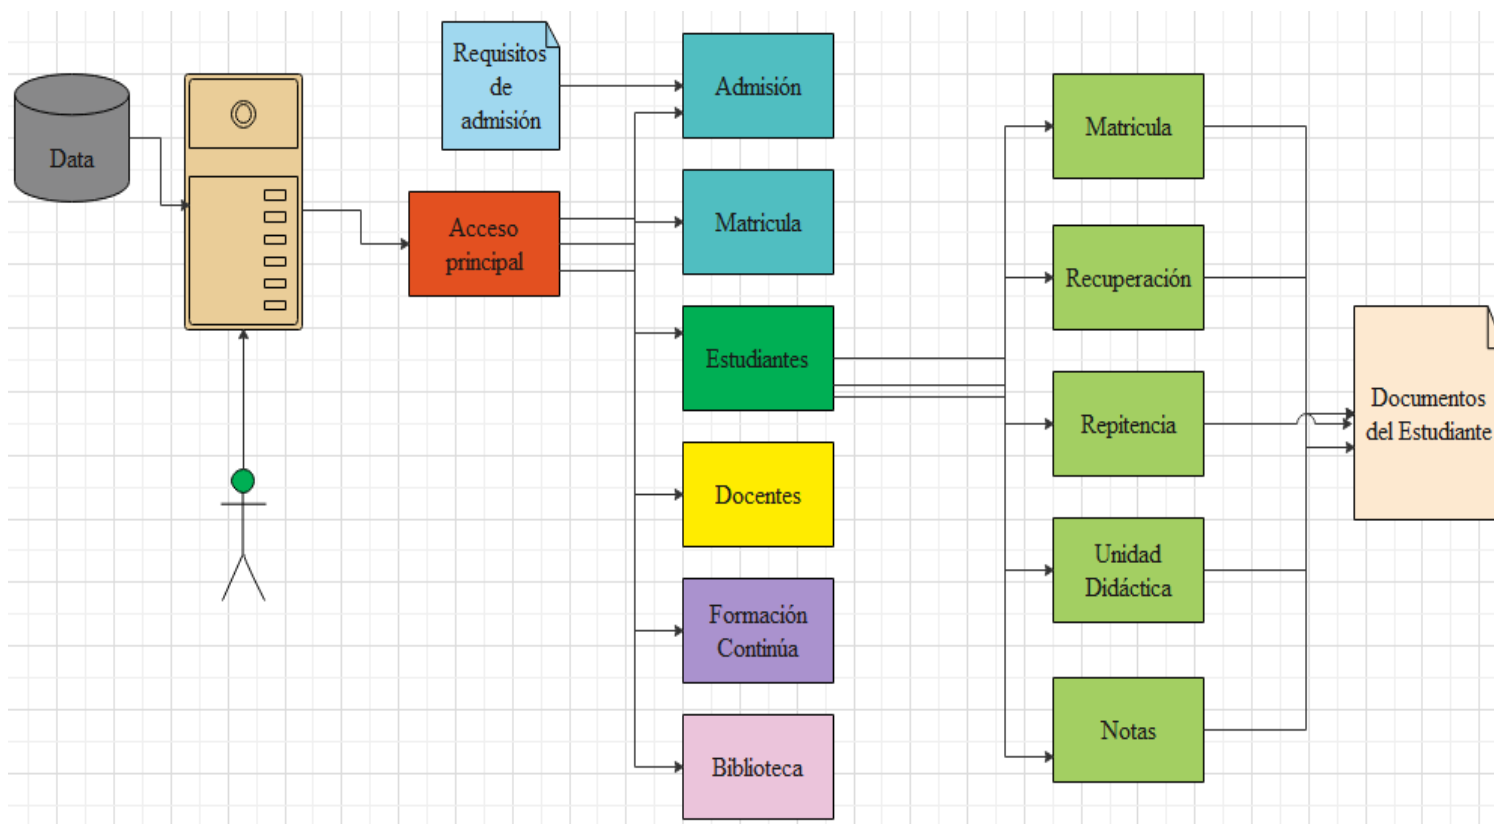 Data
Requisitos
de
admisión
Acceso
principal
Admisión
Matricula
Estudiantes
Docentes
Formación
Continúa
Biblioteca
Matricula
Recuperación
Repitencia
Unidad
Didáctica
Notas
Documentos
del Estudiante